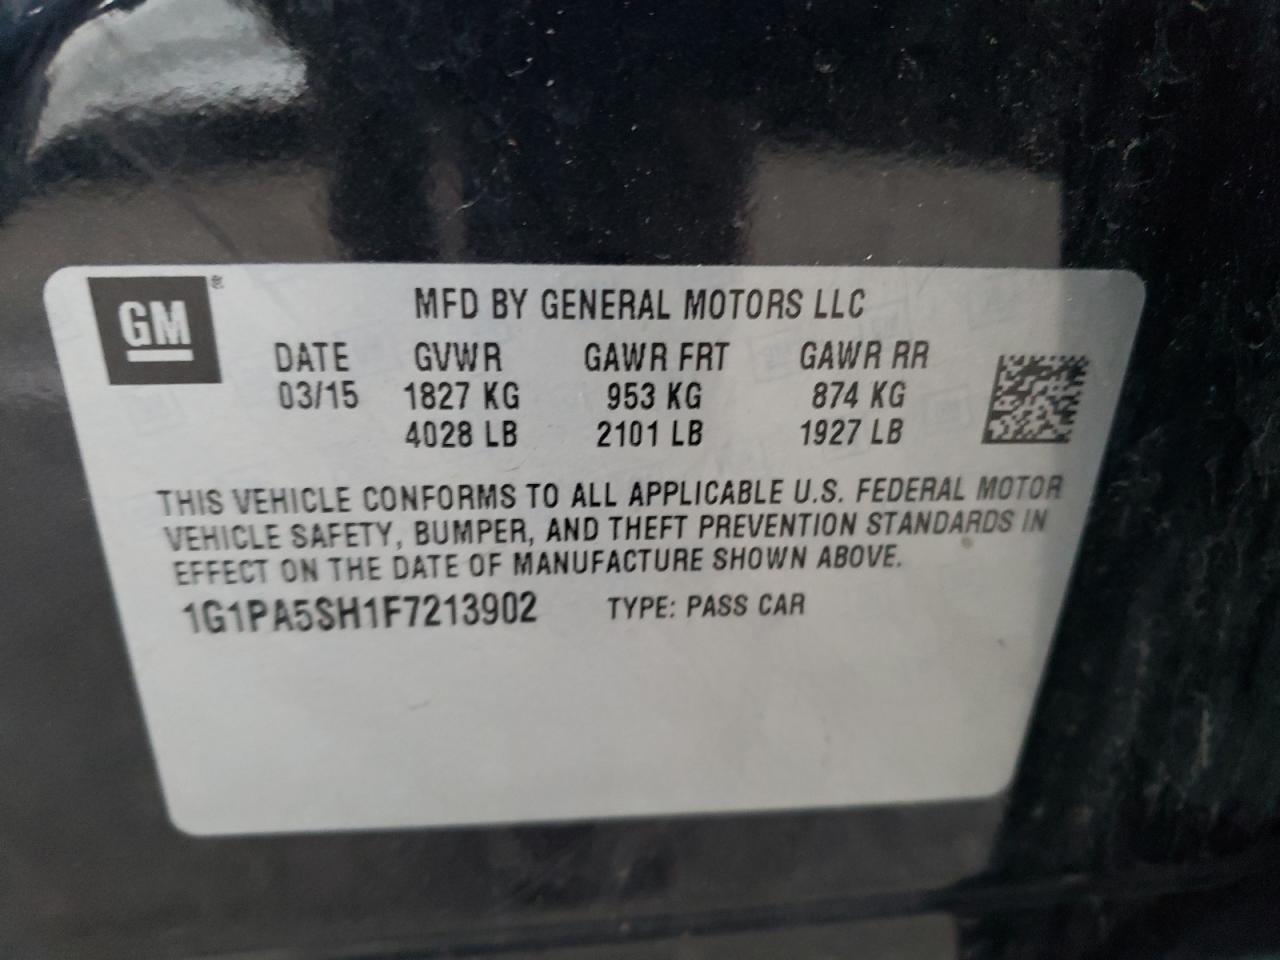 GM ®
MFD BY GENERAL MOTORS LLC
DATE GVWR GAWR FRT GAWR RR
03/15 1827 KG 953 KG 874 KG
4028 LB 2101 LB 1927 LB
THIS VEHICLE CONFORMS TO ALL APPLICABLE U.S. FEDERAL MOTOR
VEHICLE SAFETY, BUMPER, AND THEFT PREVENTION STANDARDS IN
EFFECT ON THE DATE OF MANUFACTURE SHOWN ABOVE.
1G1PA5SH1F7213902 TYPE: PASS CAR